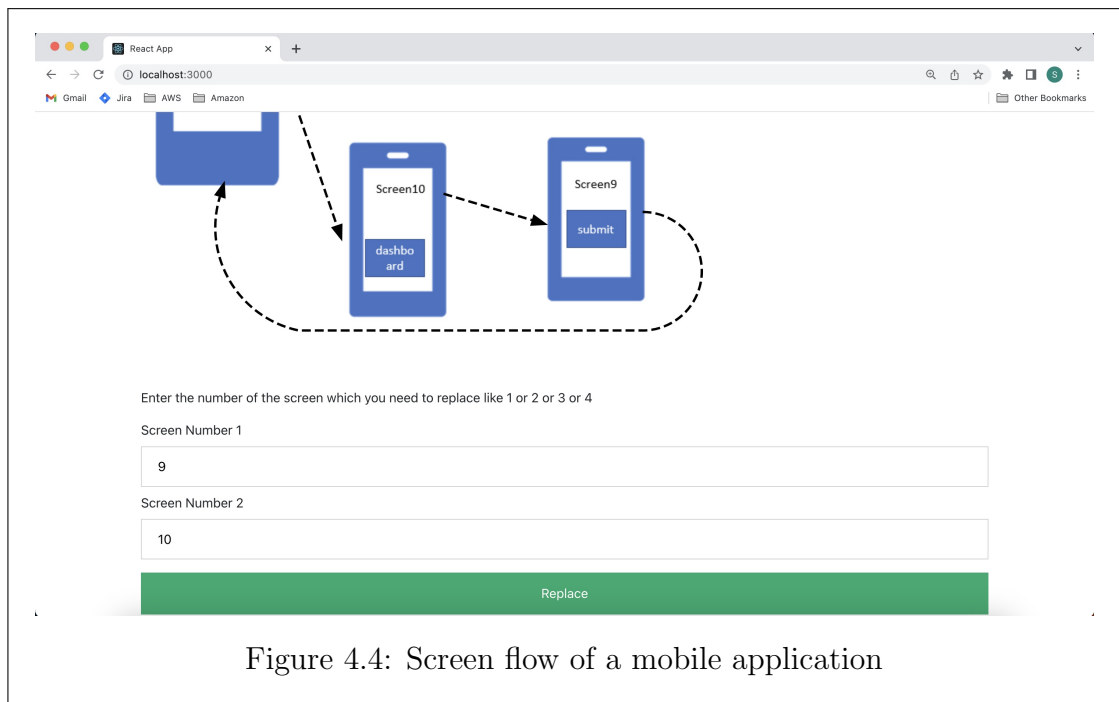 React App
localhost:3000
S
Gmail Jira AWS Amazon Other Bookmarks
Screen10
dashbo
ard
Screen9
submit
Enter the number of the screen which you need to replace like 1 or 2 or 3 or 4
Screen Number 1
9
Screen Number 2
10
Replace
Figure 4.4: Screen flow of a mobile application